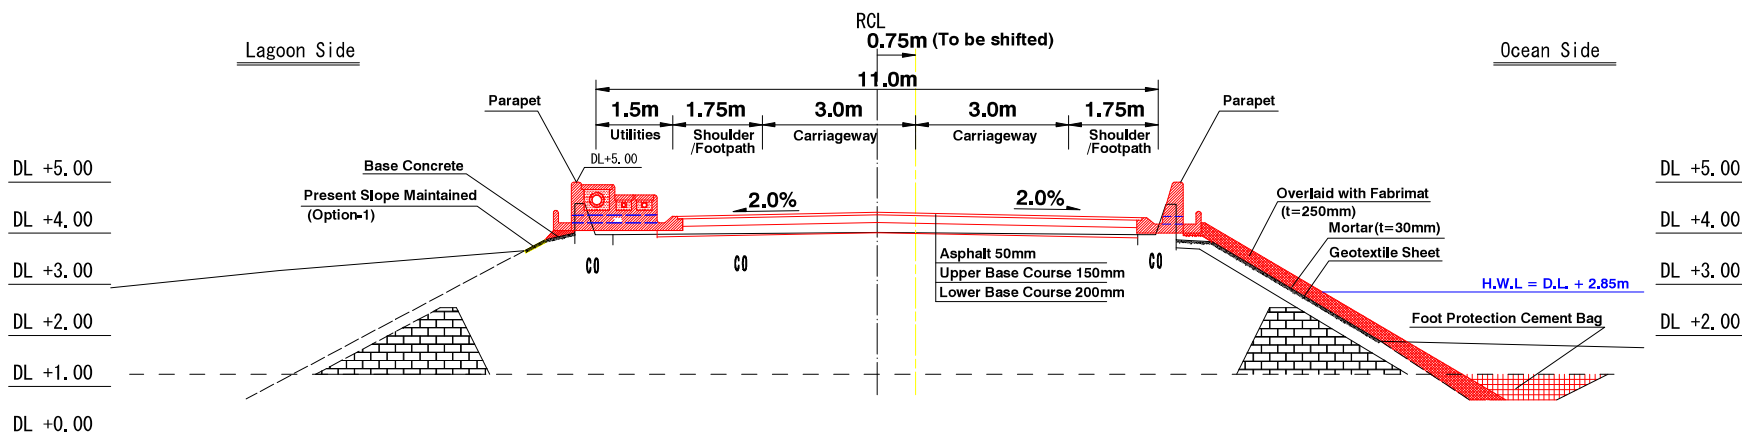 RCL
0.75m (To be shifted)
Lagoon Side
Ocean Side
11.0m
Parapet
Parapet
1.5m
1.75m
3.0m
3.0m
1.75m
Utilities
Shoulder
/Footpath
Carriageway
Carriageway
Shoulder
/Footpath
DL +5.00
Base Concrete
DL+5.00
DL +5.00
Present Slope Maintained
(Option-1)
2.0%
2.0%
Overlaid with Fabrimat
(t=250mm)
DL +4.00
Mortar(t=30mm)
DL +4.00
Geotextile Sheet
CO
CO
CO
Asphalt 50mm
Upper Base Course 150mm
Lower Base Course 200mm
DL +3.00
H.W.L = D.L. + 2.85m
DL +3.00
DL +2.00
Foot Protection Cement Bag
DL +2.00
DL +1.00
DL +0.00